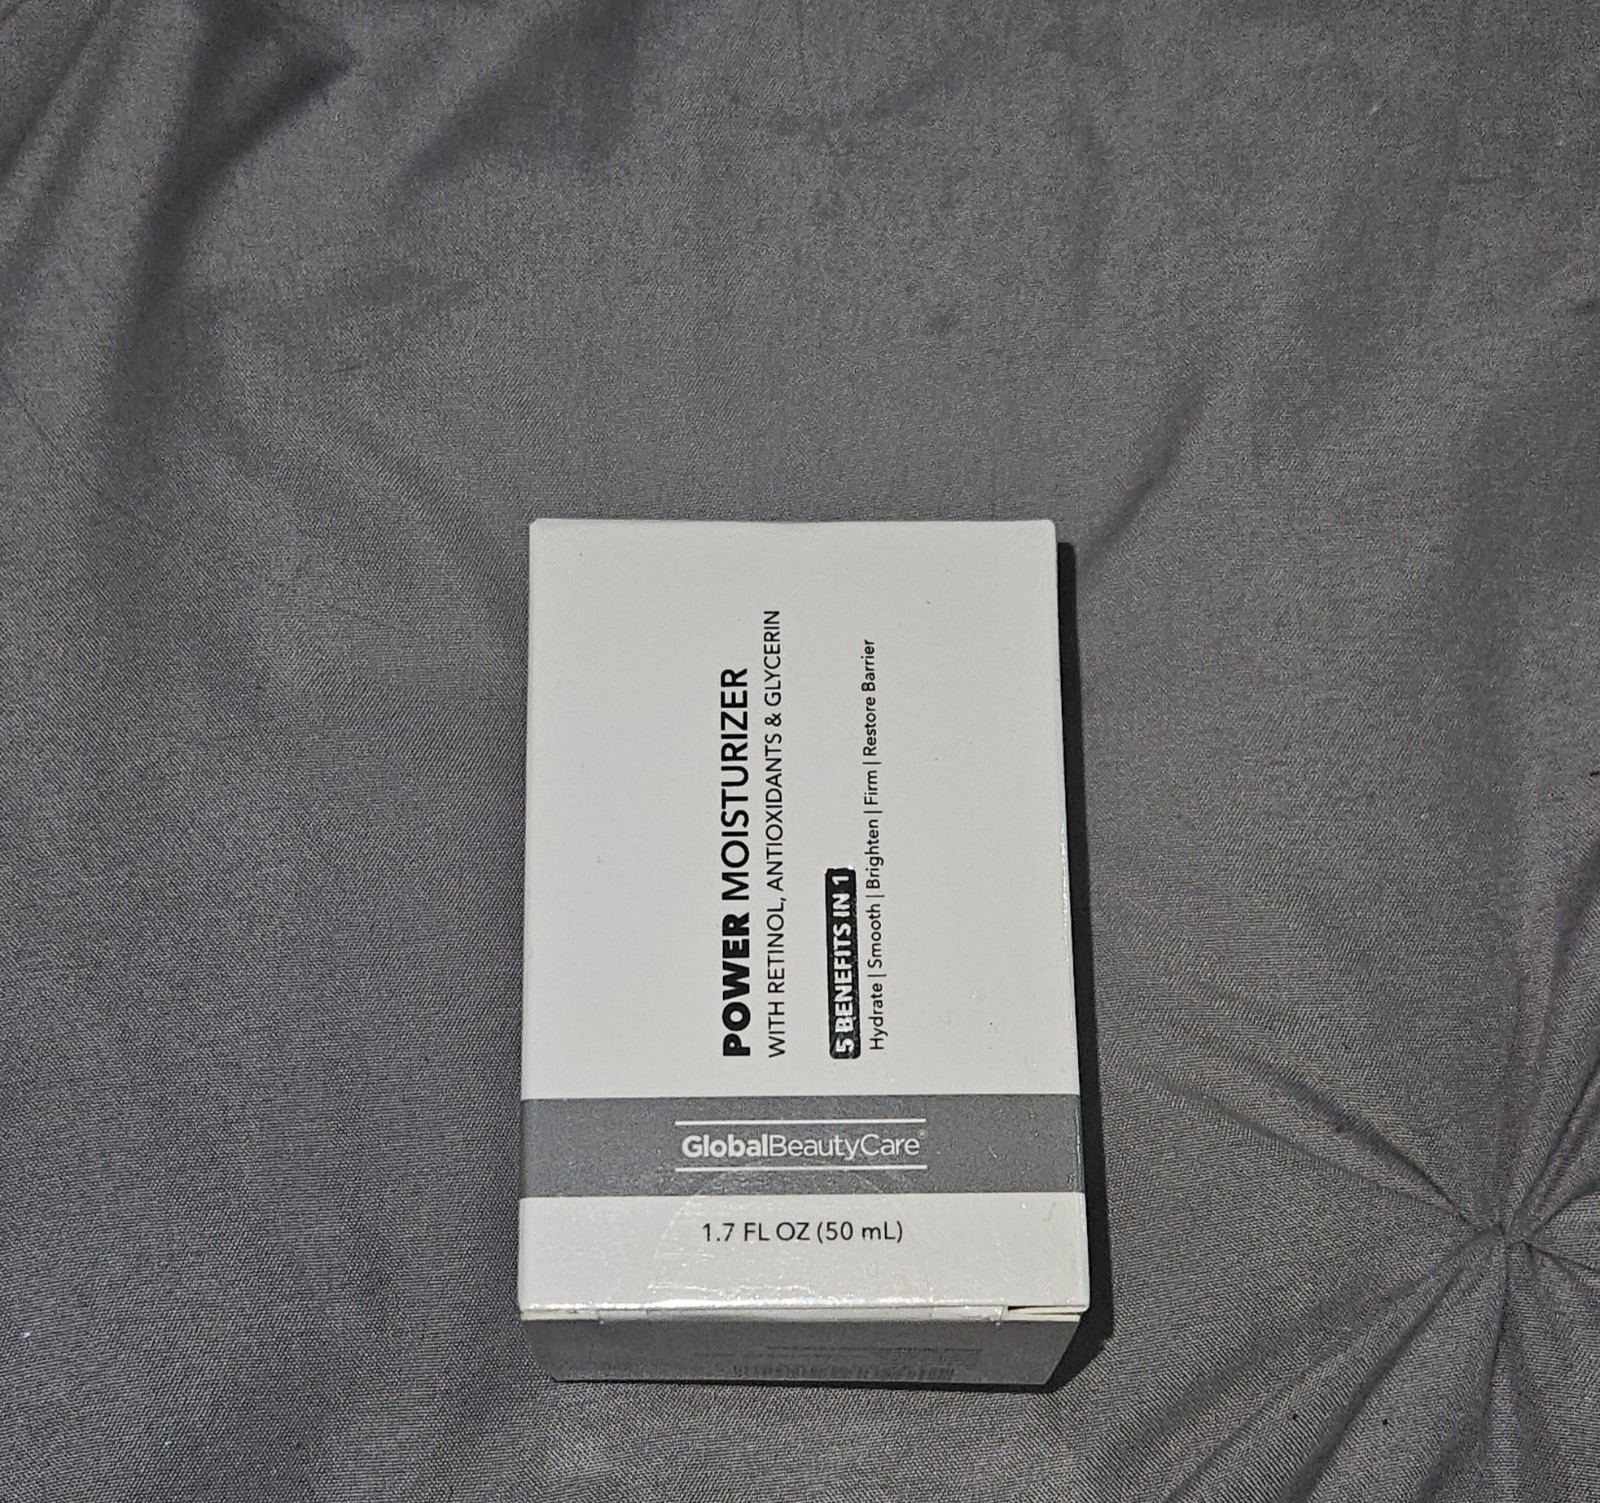 POWER MOISTURIZER
WITH RETINOL, ANTIOXIDANTS & GLYCERIN
5 BENEFITS IN 1
Hydrate | Smooth | Brighten | Firm | Restore Barrier
GlobalBeautyCare®
1.7 FL OZ (50 mL)